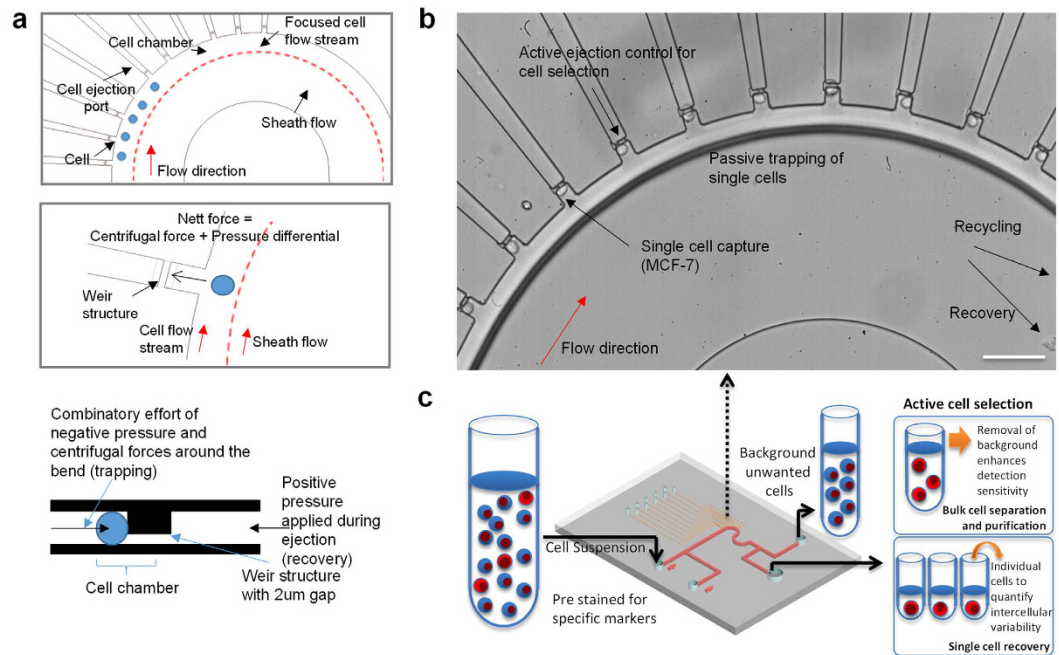 a
Cell chamber
Focused cell
flow stream
Cell ejection
port
Sheath flow
Cell
Flow direction
Nett force =
Centrifugal force + Pressure differential
Weir
structure
Cell flow
stream
Sheath flow
Combinatory effort of
negative pressure and
centrifugal forces around the
bend (trapping)
Positive
pressure
applied during
ejection
(recovery)
Cell chamber
Weir structure
with 2um gap
b
Active ejection control for
cell selection
Passive trapping of
single cells
Single cell capture
(MCF-7)
Recycling
Recovery
Flow direction
c
Cell Suspension
Pre stained for
specific markers
Background
unwanted
cells
Active cell selection
Removal of
background
enhances
detection
sensitivity
Bulk cell separation
and purification
Individual
cells to
quantify
intercellular
variability
Single cell recovery